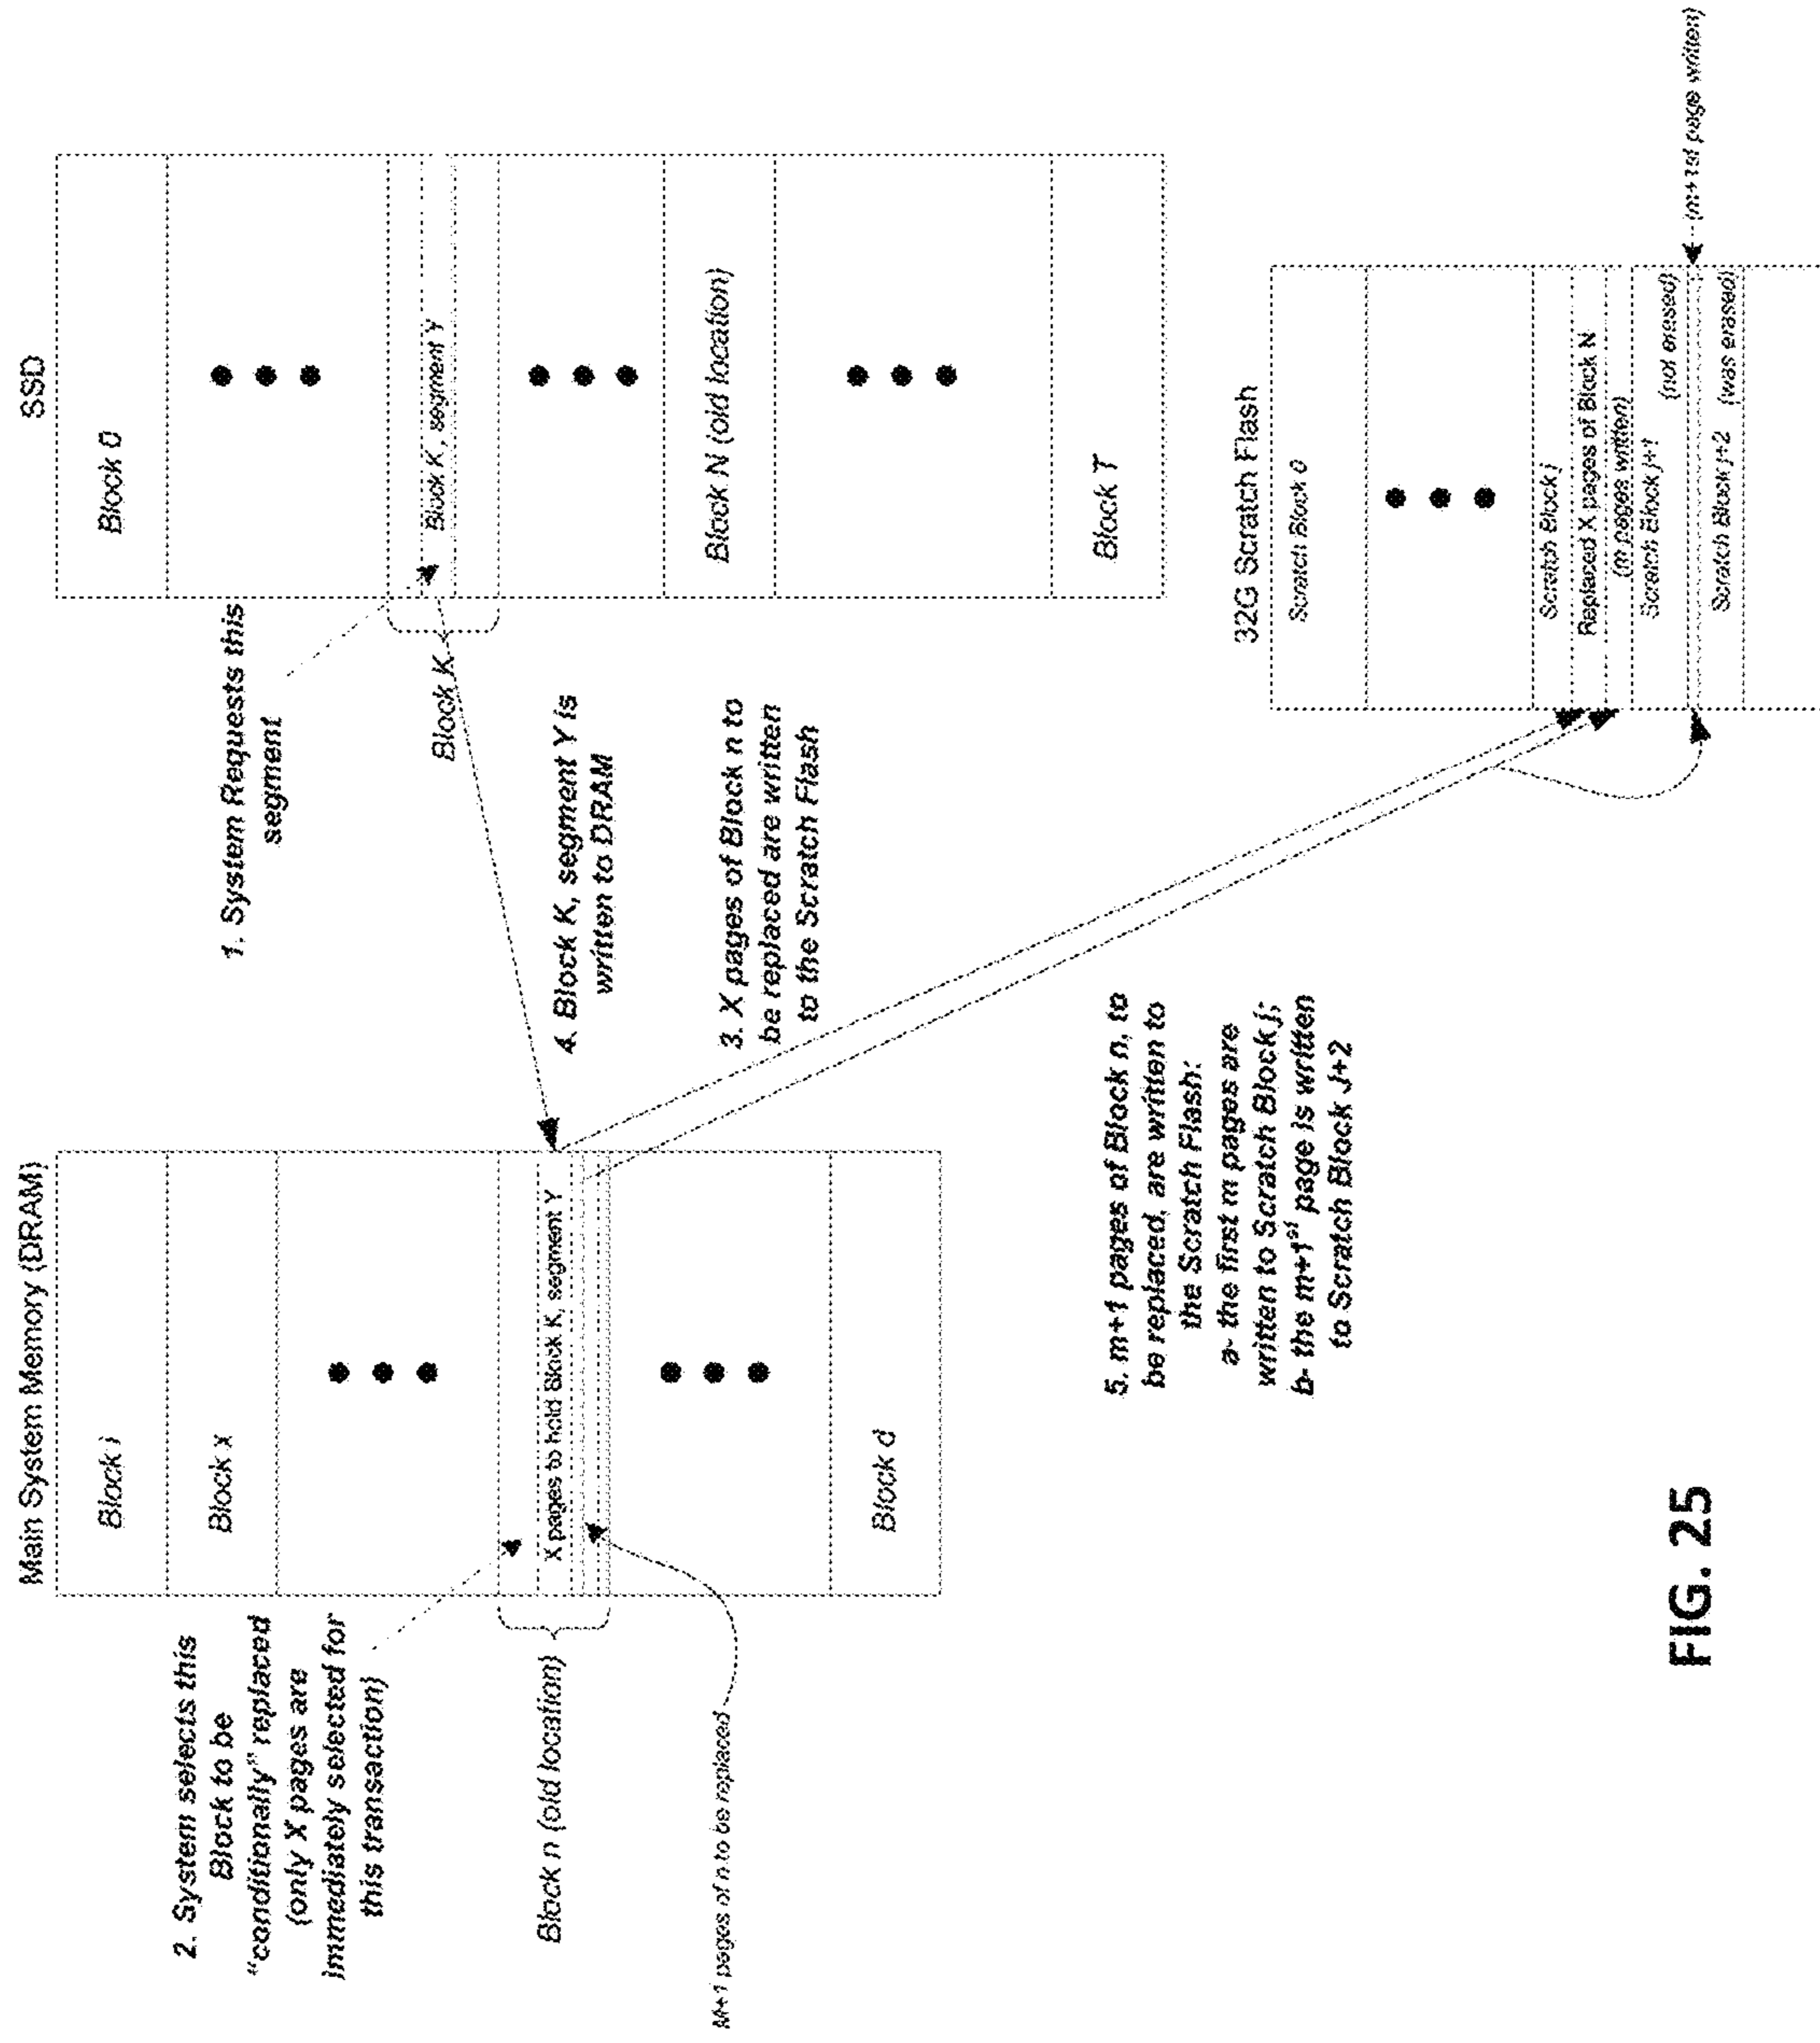 Main System Memory (DRAM)
Block i
Block x
2. System selects this
Block to be
"conditionally" replaced
(only X pages are
immediately selected for
this transaction)
Block n (old location)
X pages to hold Block K, segment Y
M+1 pages of n to be replaced
Block d
SSD
Block 0
1. System Requests this
segment
Block K
Block K, segment Y
Block N (old location)
Block T
4. Block K, segment Y is
written to DRAM
3. X pages of Block n to
be replaced are written
to the Scratch Flash
5. m+1 pages of Block n, to
be replaced, are written to
the Scratch Flash:
a- the first m pages are
written to Scratch Block j;
b- the m+1st page is written
to Scratch Block J+2
32G Scratch Flash
Scratch Block 0
Scratch Block j
Replaced X pages of Block N
(m pages written)
Scratch Block j+1
(not erased)
Scratch Block j+2 (was erased)
(m+1st page written)
FIG. 25